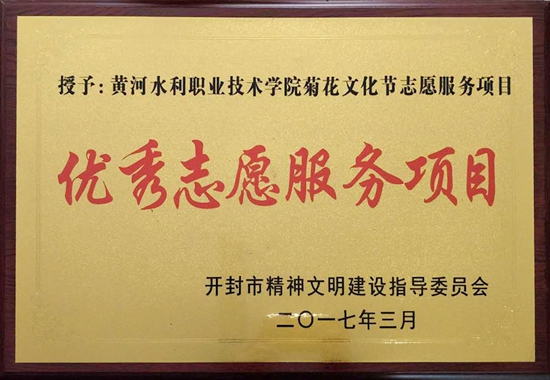 授予：黄河水利职业技术学院菊花文化节志愿服务项目
优秀志愿服务项目
开封市精神文明建设指导委员会
二〇一七年三月